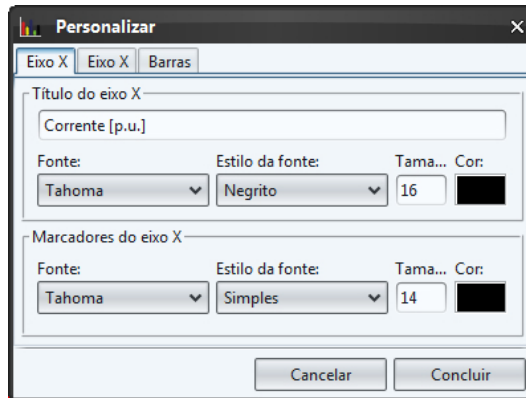 Personalizar
Eixo X Eixo X Barras
Título do eixo X
Corrente [p.u.]
Fonte: Estilo da fonte: Tama... Cor:
Tahoma Negrito 16
Marcadores do eixo X
Fonte: Estilo da fonte: Tama... Cor:
Tahoma Simples 14
Cancelar Concluir